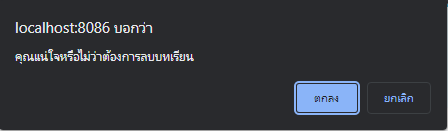 localhost:8086 บอกว่า
คุณแน่ใจหรือไม่ว่าต้องการลบบทเรียน
ตกลง
ยกเลิก